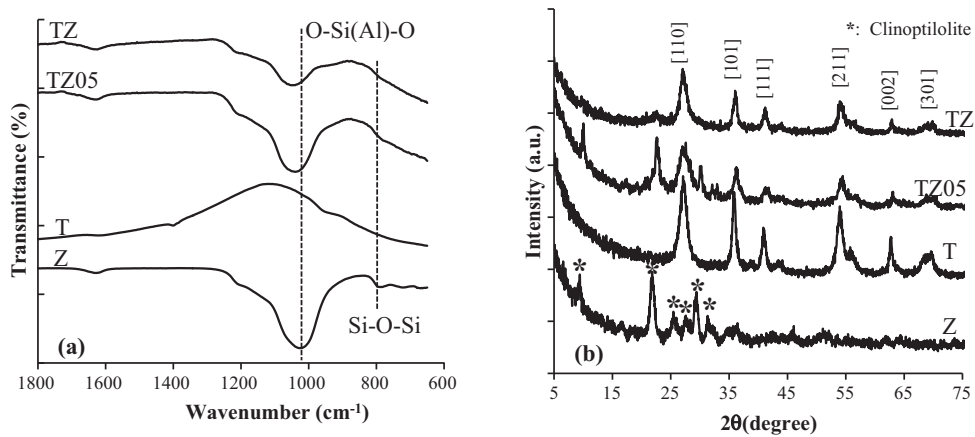 TZ
O-Si(Al)-O
TZ05
T
Z
Si-O-Si
(a)
Transmittance (%)
1800 1600 1400 1200 1000 800 600
Wavenumber (cm-1)
*: Clinoptilolite
[110]
[101]
[111]
[211]
[002]
[301]
TZ
TZ05
T
* * * * * *
Z
(b)
Intensity (a.u.)
5 15 25 35 45 55 65 75
2θ(degree)